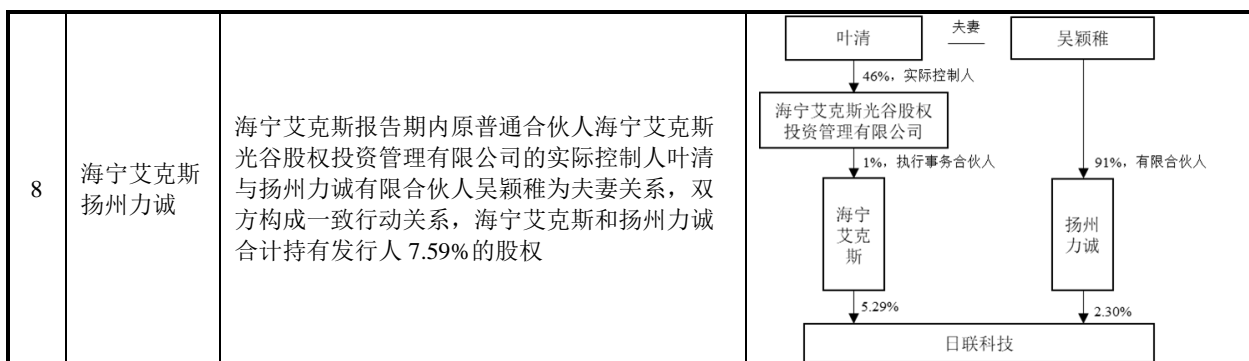 8
海宁艾克斯
扬州力诚
海宁艾克斯报告期内原普通合伙人海宁艾克斯
光谷股权投资管理有限公司的实际控制人叶清
与扬州力诚有限合伙人吴颖稚为夫妻关系，双
方构成一致行动关系，海宁艾克斯和扬州力诚
合计持有发行人 7.59%的股权
叶清
夫妻
吴颖稚
46%，实际控制人
海宁艾克斯光谷股权
投资管理有限公司
1%，执行事务合伙人
91%，有限合伙人
海宁
艾克
斯
扬州
力诚
5.29%
2.30%
日联科技